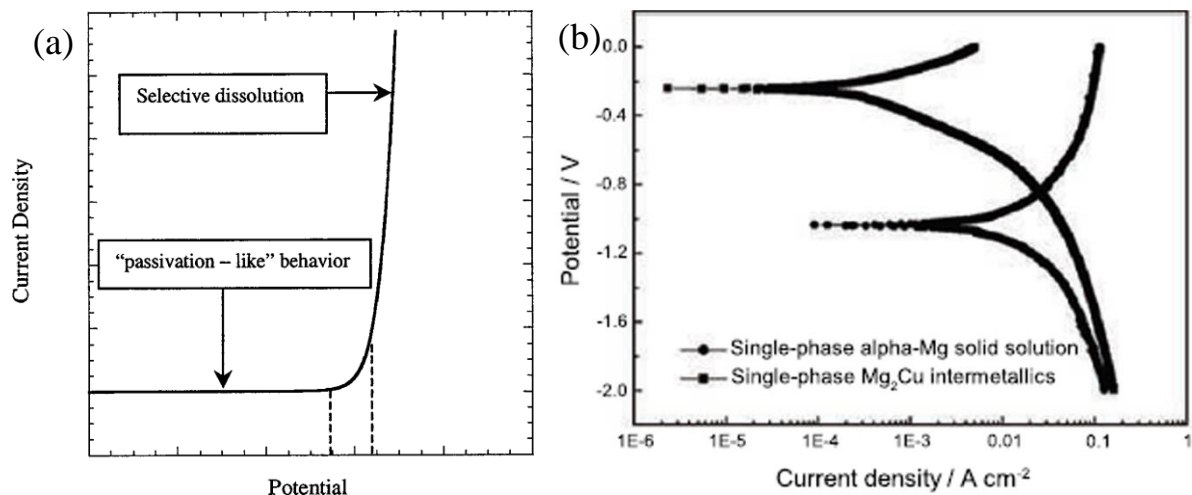 (a)
Selective dissolution
“passivation – like” behavior
Current Density
Potential
(b)
0.0
-0.4
-0.8
-1.2
-1.6
-2.0
Potential / V
Single-phase alpha-Mg solid solution
Single-phase Mg2Cu intermetallics
1E-6 1E-5 1E-4 1E-3 0.01 0.1 1
Current density / A cm-2